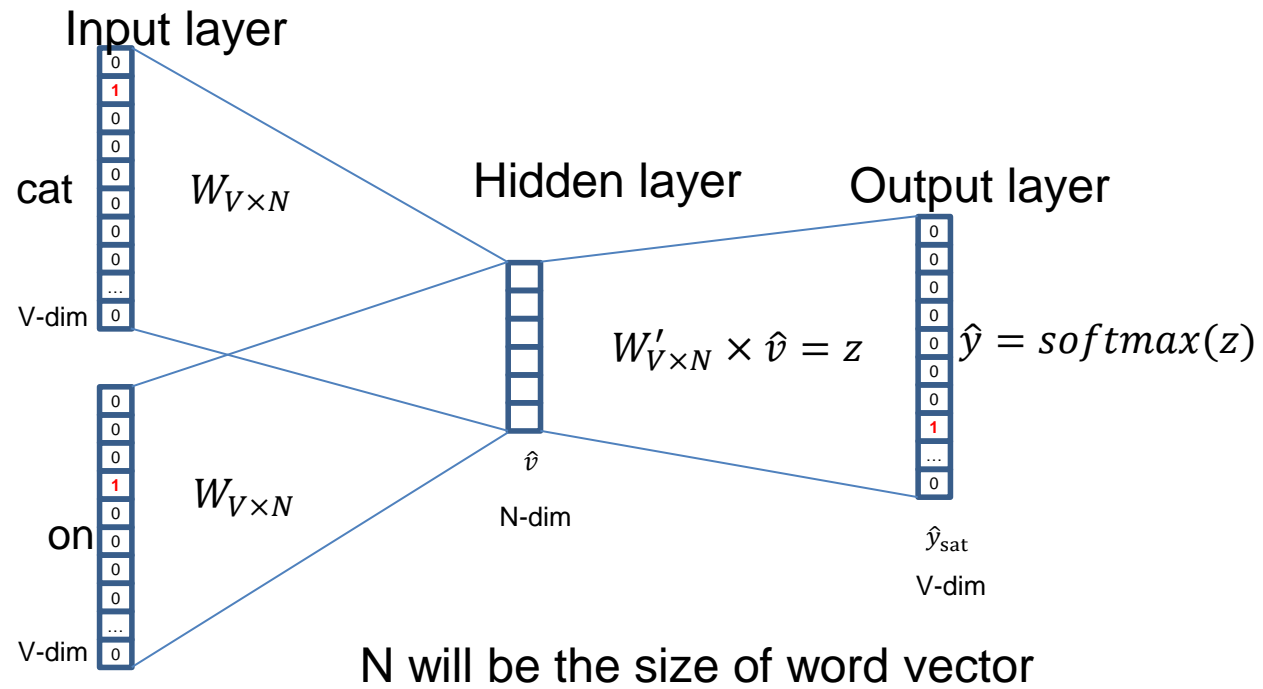 Input layer
0
1
0
0
0
0
0
0
...
0
cat
V-dim
W_{V×N}
0
0
0
1
0
0
0
0
...
0
on
V-dim
W_{V×N}
Hidden layer
v̂
N-dim
W′_{V×N} × v̂ = z
Output layer
0
0
0
0
0
0
0
1
...
0
ŷ = softmax(z)
ŷ_sat
V-dim
N will be the size of word vector